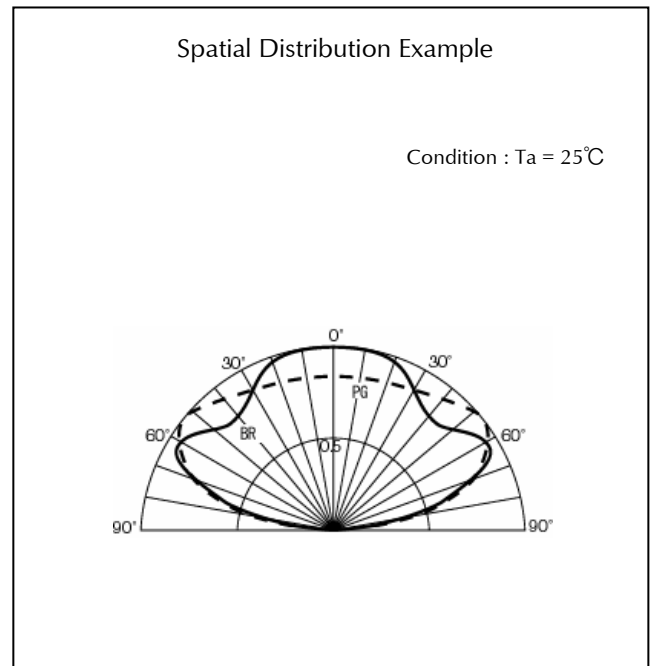 Spatial Distribution Example
Condition : Ta = 25℃
0°
30° 30°
PG
BR
60° 60°
0.5
90° 90°